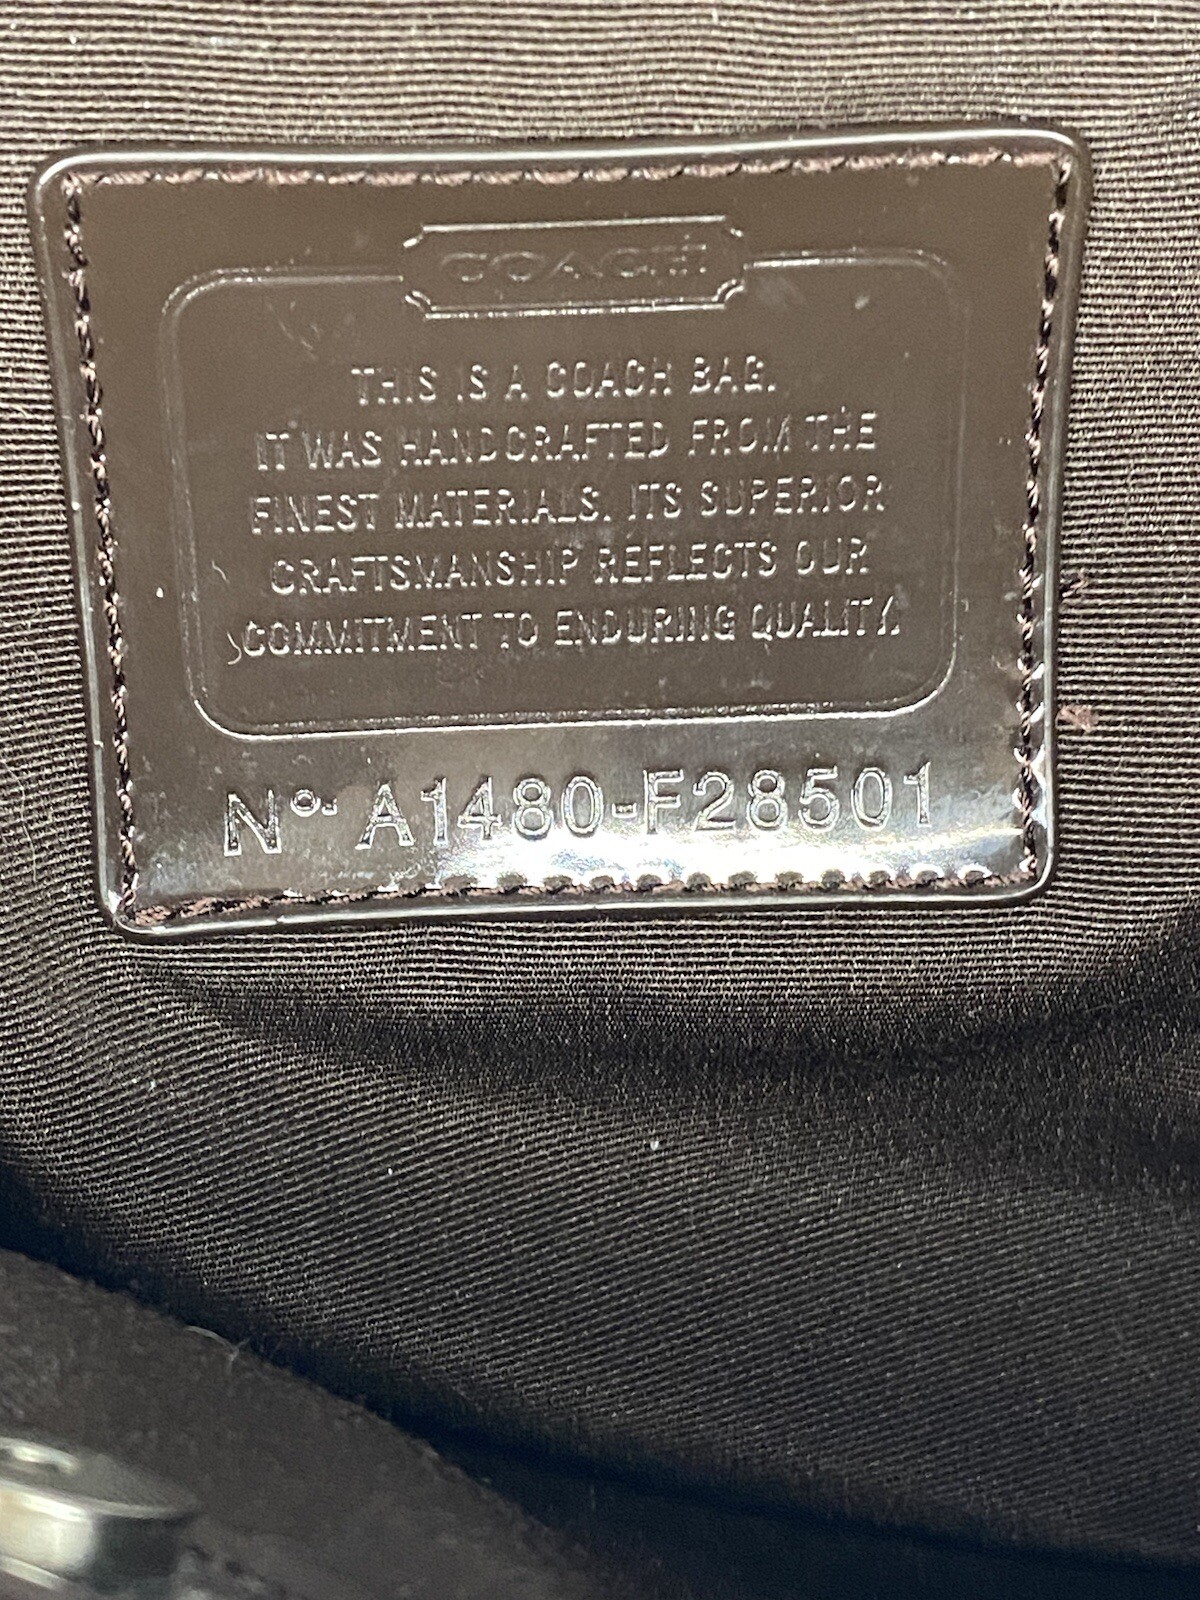 COACH
THIS IS A COACH BAG.
IT WAS HANDCRAFTED FROM THE
FINEST MATERIALS. ITS SUPERIOR
CRAFTSMANSHIP REFLECTS OUR
COMMITMENT TO ENDURING QUALITY.
Nº. A1480-F28501